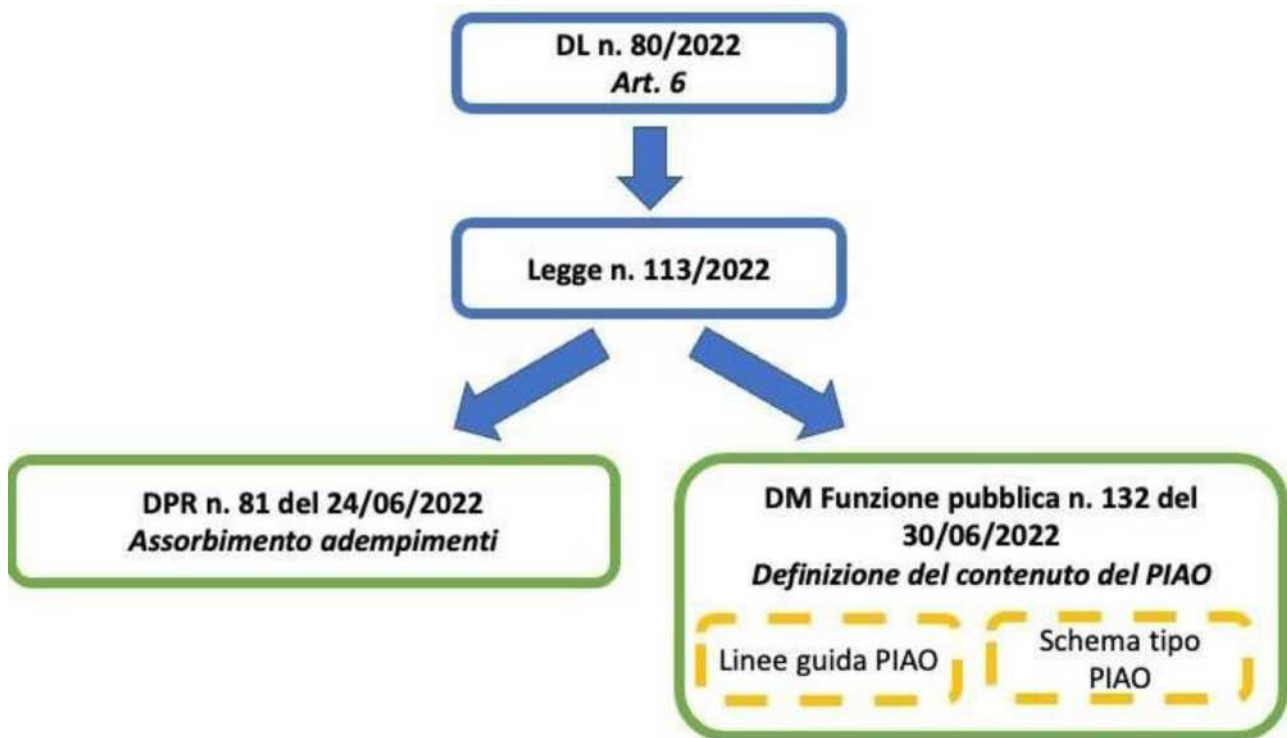 DL n. 80/2022
Art. 6
Legge n. 113/2022
DPR n. 81 del 24/06/2022
Assorbimento adempimenti
DM Funzione pubblica n. 132 del
30/06/2022
Definizione del contenuto del PIAO
Linee guida PIAO
Schema tipo
PIAO